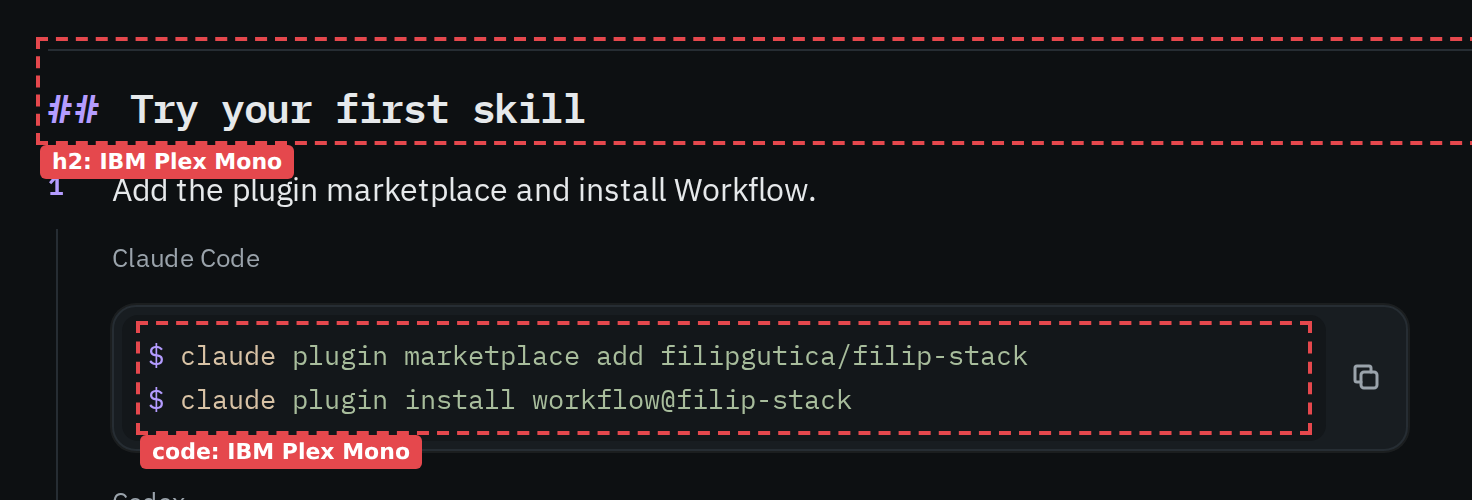 ## Try your first skill
h2: IBM Plex Mono
1 Add the plugin marketplace and install Workflow.
Claude Code
$ claude plugin marketplace add filipgutica/filip-stack
$ claude plugin install workflow@filip-stack
code: IBM Plex Mono
Codex